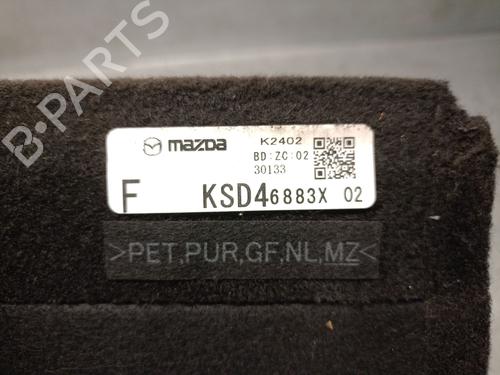 B-PARTS
mazda K2402
BD:ZC:02
30133
F KSD46883X 02
>PET,PUR,GF,NL,MZ<